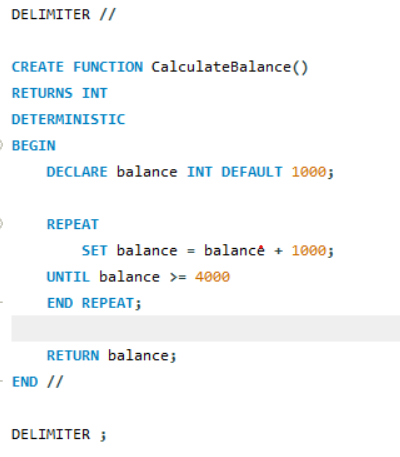 DELIMITER //
CREATE FUNCTION CalculateBalance()
RETURNS INT
DETERMINISTIC
BEGIN
DECLARE balance INT DEFAULT 1000;
REPEAT
SET balance = balance + 1000;
UNTIL balance >= 4000
END REPEAT;
RETURN balance;
END //
DELIMITER ;